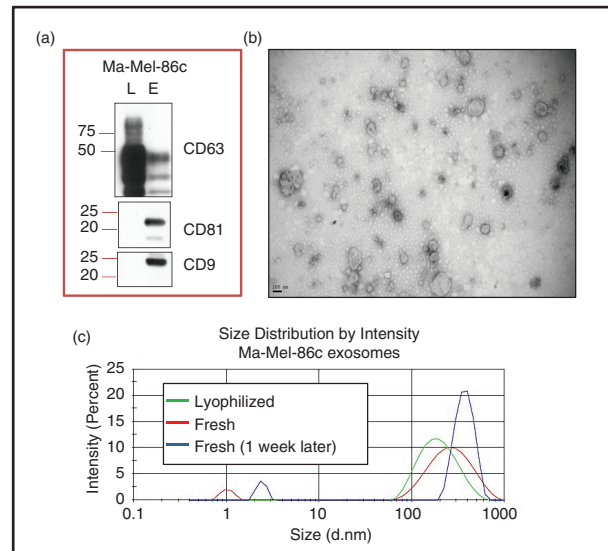 (a)
Ma-Mel-86c
L E
75
50
CD63
25
20
CD81
25
20
CD9
(b)
100 nm
(c)
Size Distribution by Intensity
Ma-Mel-86c exosomes
Intensity (Percent)
25
20
15
10
5
0
Lyophilized
Fresh
Fresh (1 week later)
0.1 1 10 100 1000
Size (d.nm)